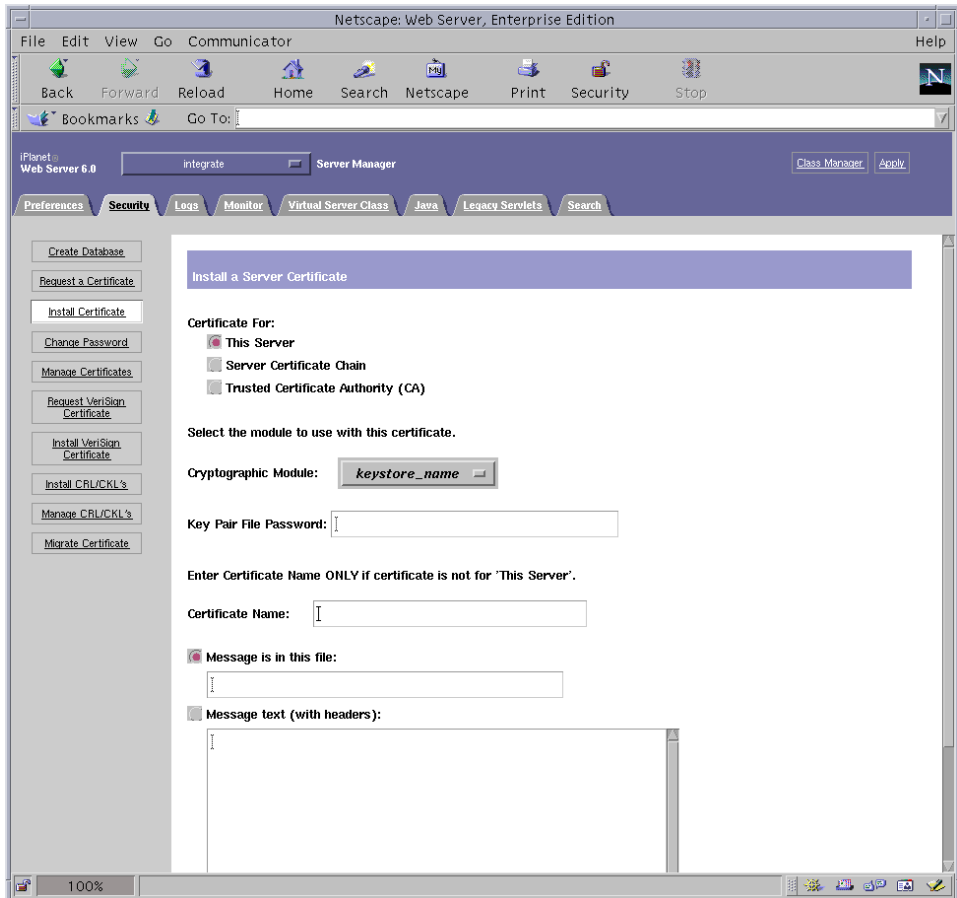 Netscape: Web Server, Enterprise Edition
File Edit View Go Communicator Help
Back Forward Reload Home Search Netscape Print Security Stop
My
N
Bookmarks Go To:
iPlanet
Web Server 6.0
integrate
Server Manager
Class Manager
Apply
Preferences Security Logs Monitor Virtual Server Class Java Legacy Servlets Search
Create Database
Request a Certificate
Install Certificate
Change Password
Manage Certificates
Request VeriSign
Certificate
Install VeriSign
Certificate
Install CRL/CKL's
Manage CRL/CKL's
Migrate Certificate
Install a Server Certificate
Certificate For:
This Server
Server Certificate Chain
Trusted Certificate Authority (CA)
Select the module to use with this certificate.
Cryptographic Module: keystore_name
Key Pair File Password:
Enter Certificate Name ONLY if certificate is not for 'This Server'.
Certificate Name:
Message is in this file:
Message text (with headers):
100%